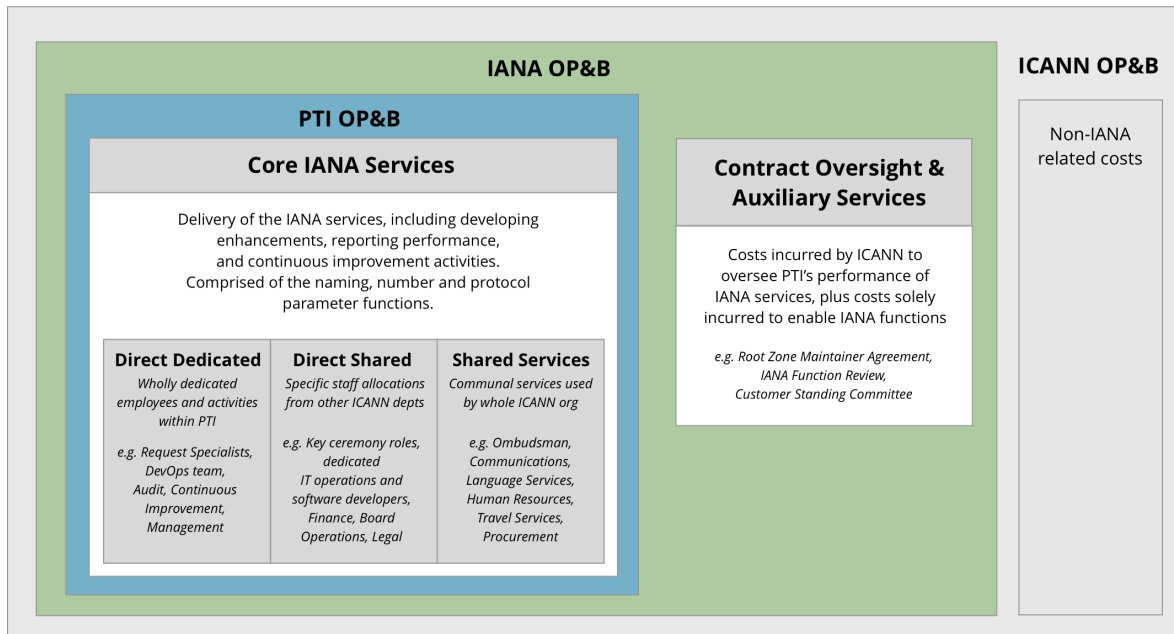 IANA OP&B
ICANN OP&B
PTI OP&B
Core IANA Services
Delivery of the IANA services, including developing
enhancements, reporting performance,
and continuous improvement activities.
Comprised of the naming, number and protocol
parameter functions.
Direct Dedicated
Wholly dedicated
employees and activities
within PTI
e.g. Request Specialists,
DevOps team,
Audit, Continuous
Improvement,
Management
Direct Shared
Specific staff allocations
from other ICANN depts
e.g. Key ceremony roles,
dedicated
IT operations and
software developers,
Finance, Board
Operations, Legal
Shared Services
Communal services used
by whole ICANN org
e.g. Ombudsman,
Communications,
Language Services,
Human Resources,
Travel Services,
Procurement
Contract Oversight &
Auxiliary Services
Costs incurred by ICANN to
oversee PTI’s performance of
IANA services, plus costs solely
incurred to enable IANA functions
e.g. Root Zone Maintainer Agreement,
IANA Function Review,
Customer Standing Committee
Non-IANA
related costs